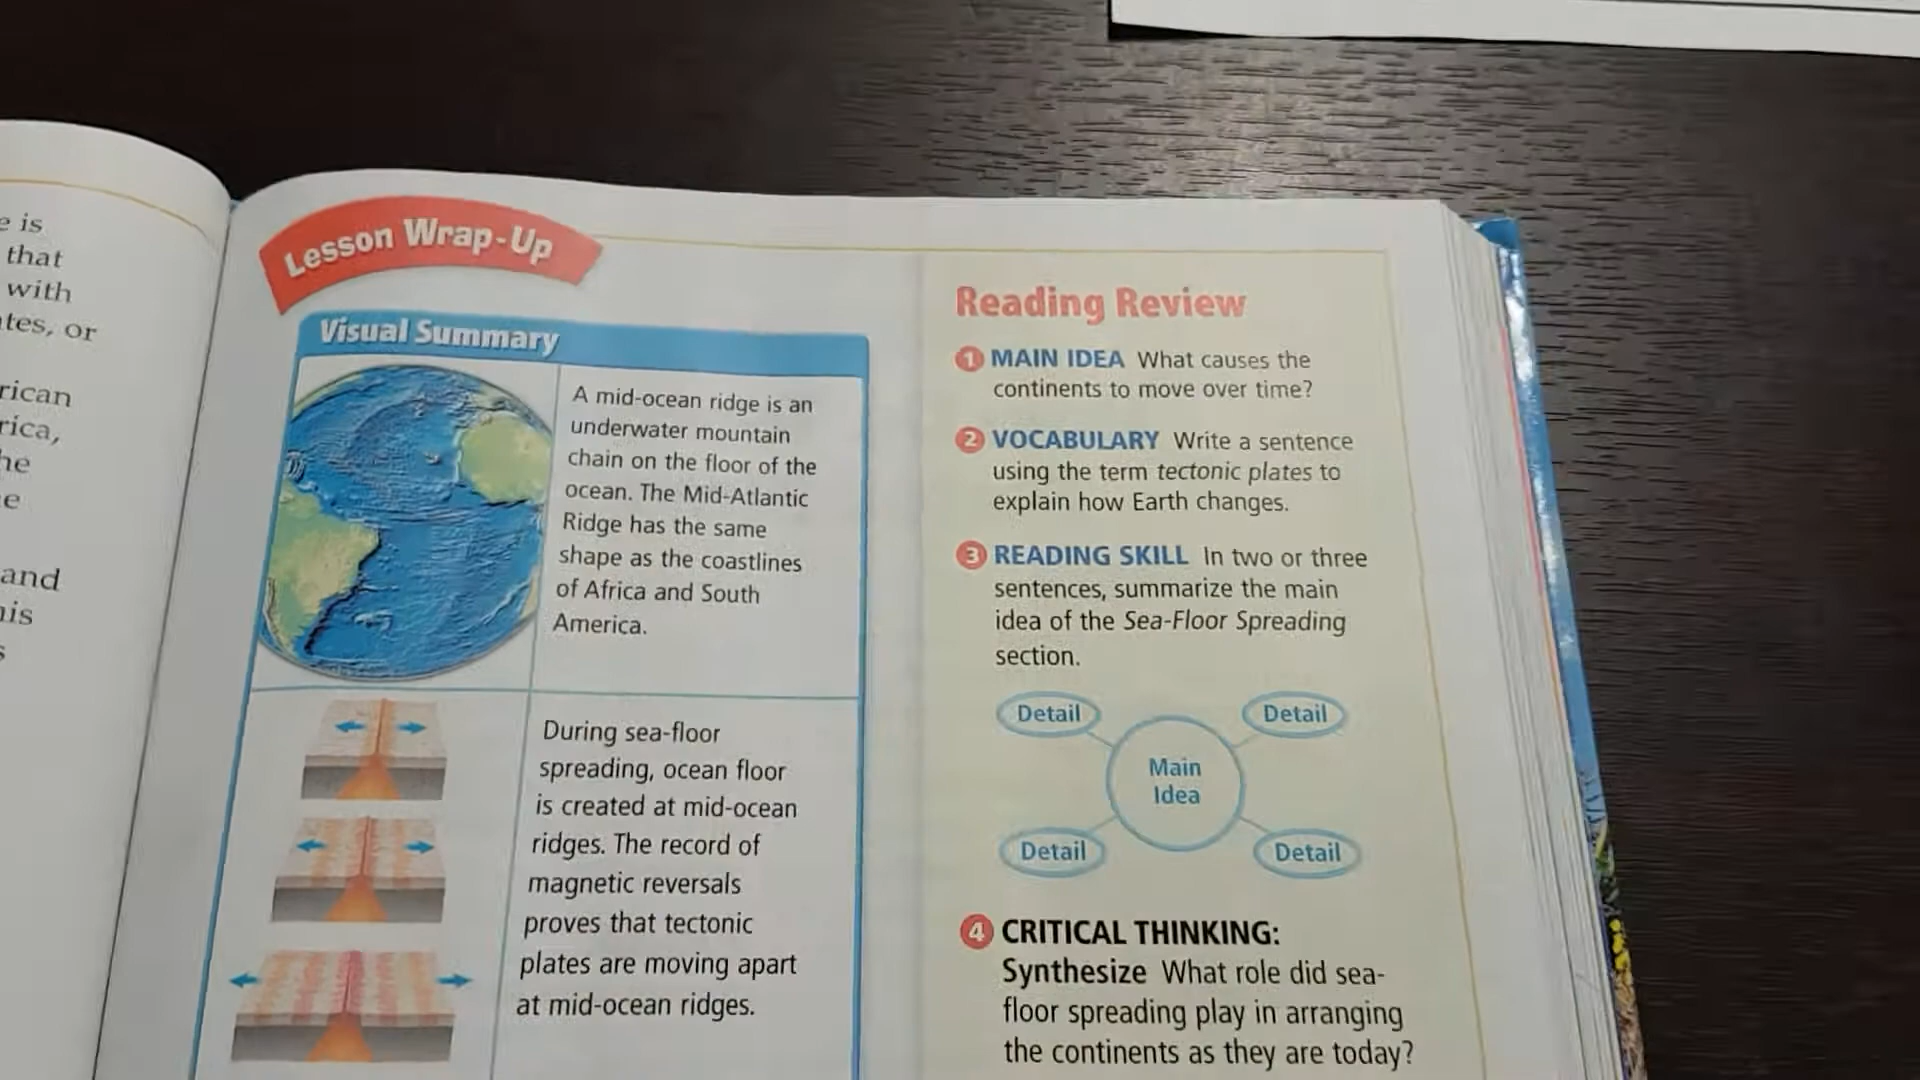 e is
that
with
ates, or
rican
rica,
he
e
and
his
s
Lesson Wrap-Up
Visual Summary
A mid-ocean ridge is an
underwater mountain
chain on the floor of the
ocean. The Mid-Atlantic
Ridge has the same
shape as the coastlines
of Africa and South
America.
During sea-floor
spreading, ocean floor
is created at mid-ocean
ridges. The record of
magnetic reversals
proves that tectonic
plates are moving apart
at mid-ocean ridges.
Reading Review
1 MAIN IDEA What causes the
continents to move over time?
2 VOCABULARY Write a sentence
using the term tectonic plates to
explain how Earth changes.
3 READING SKILL In two or three
sentences, summarize the main
idea of the Sea-Floor Spreading
section.
Detail Detail
Main
Idea
Detail Detail
4 CRITICAL THINKING:
Synthesize What role did sea-
floor spreading play in arranging
the continents as they are today?